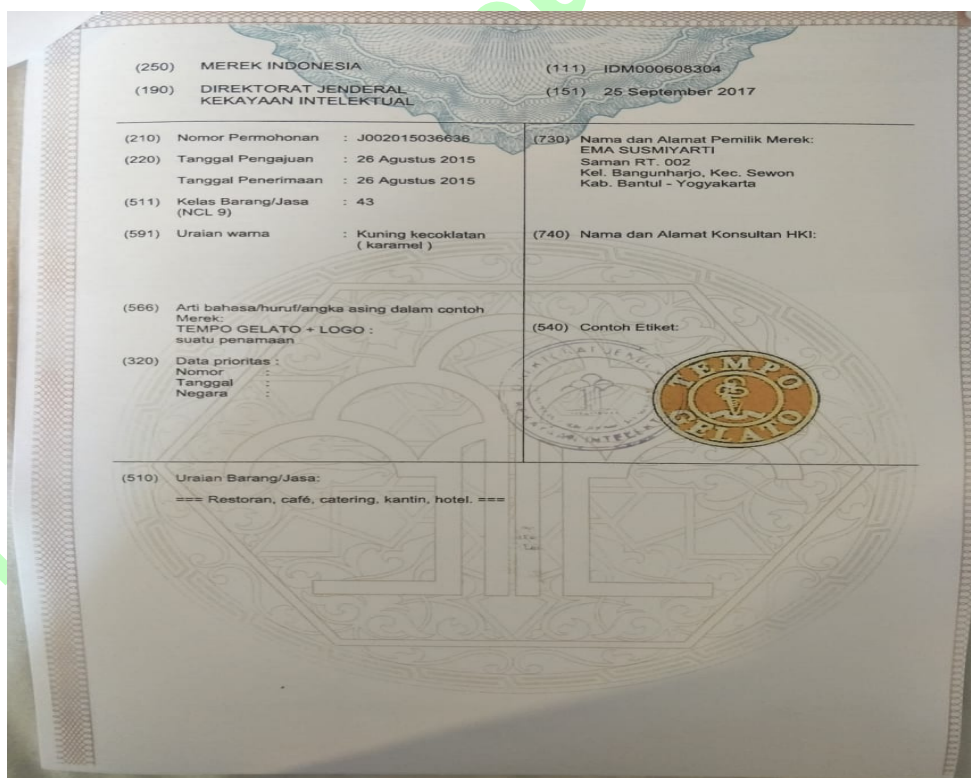 (250) MEREK INDONESIA
(190) DIREKTORAT JENDERAL
KEKAYAAN INTELEKTUAL
(111) IDM000608304
(151) 25 September 2017
(210) Nomor Permohonan : J002015036636
(220) Tanggal Pengajuan : 26 Agustus 2015
Tanggal Penerimaan : 26 Agustus 2015
(511) Kelas Barang/Jasa : 43
(NCL 9)
(591) Uraian warna : Kuning kecoklatan
( karamel )
(566) Arti bahasa/huruf/angka asing dalam contoh
Merek:
TEMPO GELATO + LOGO :
suatu penamaan
(320) Data prioritas :
Nomor :
Tanggal :
Negara :
(730) Nama dan Alamat Pemilik Merek:
EMA SUSMIYARTI
Saman RT. 002
Kel. Bangunharjo, Kec. Sewon
Kab. Bantul - Yogyakarta
(740) Nama dan Alamat Konsultan HKI:
(540) Contoh Etiket:
TEMPO
GELATO
(510) Uraian Barang/Jasa:
=== Restoran, café, catering, kantin, hotel. ===